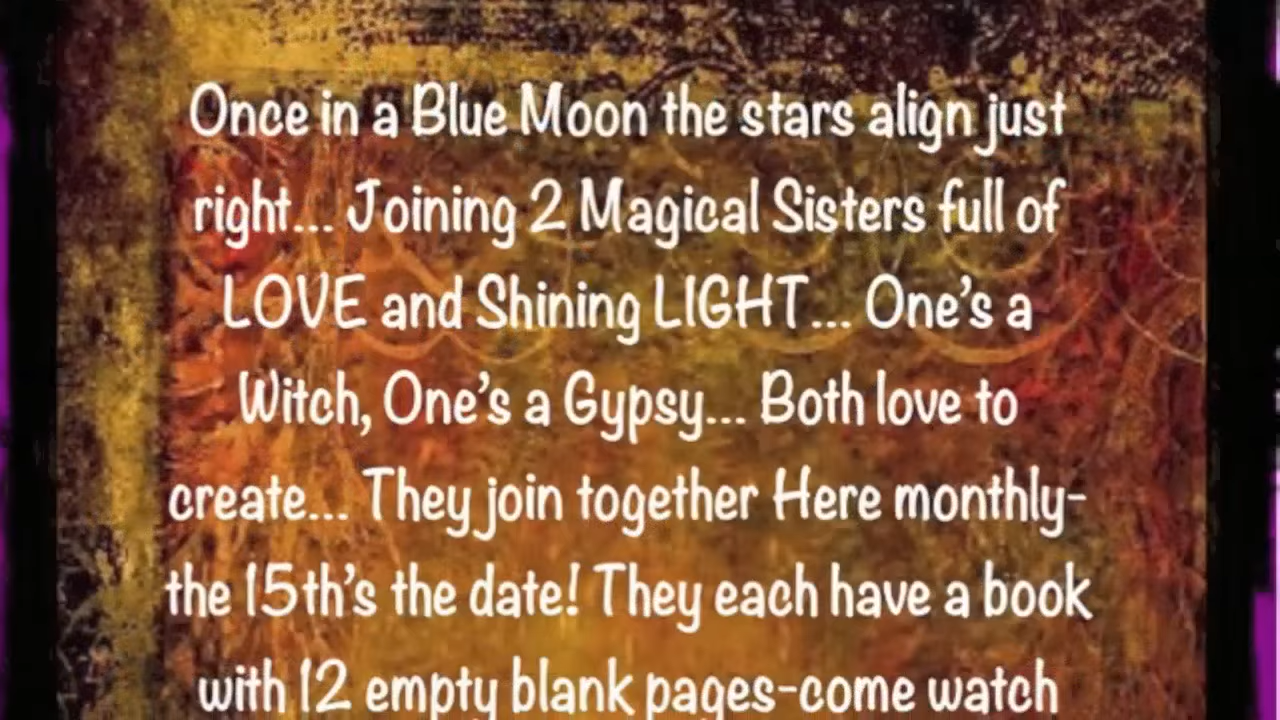 Once in a Blue Moon the stars align just
right... Joining 2 Magical Sisters full of
LOVE and Shining LIGHT... One's a
Witch, One's a Gypsy... Both love to
create... They join together Here monthly-
the 15th's the date! They each have a book
with 12 empty blank pages-come watch